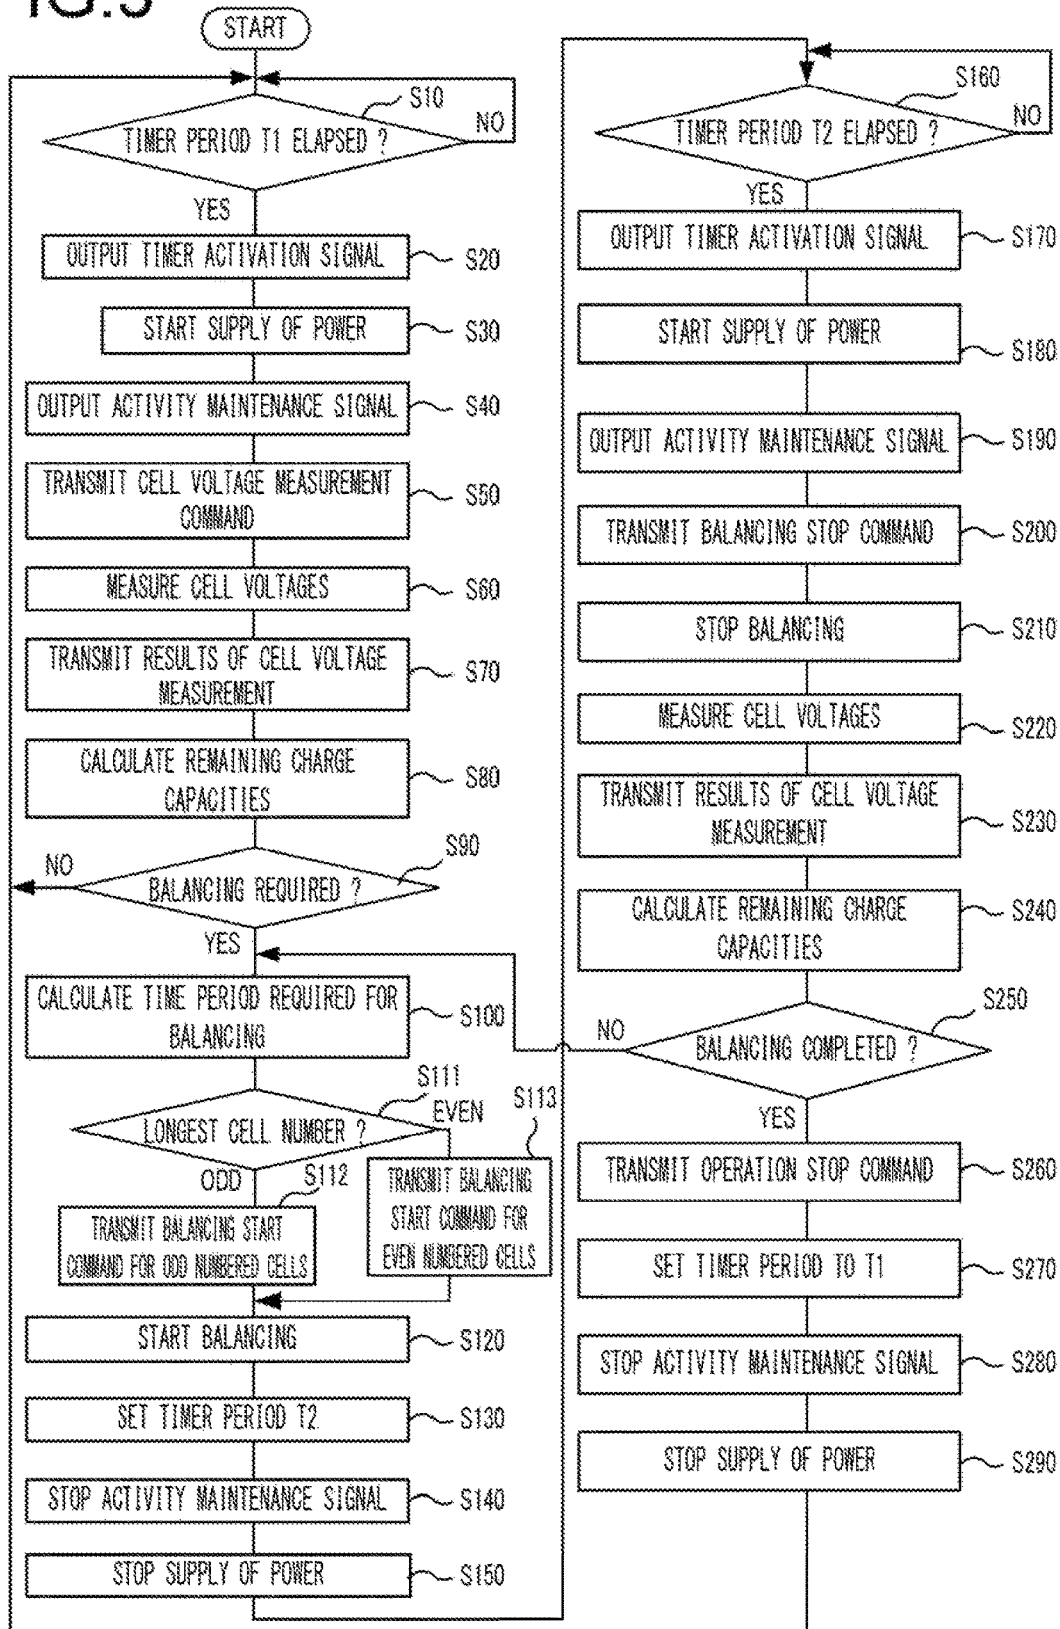 START
S10
TIMER PERIOD T1 ELAPSED ?
NO
YES
OUTPUT TIMER ACTIVATION SIGNAL
S20
START SUPPLY OF POWER
S30
OUTPUT ACTIVITY MAINTENANCE SIGNAL
S40
TRANSMIT CELL VOLTAGE MEASUREMENT
COMMAND
S50
MEASURE CELL VOLTAGES
S60
TRANSMIT RESULTS OF CELL VOLTAGE
MEASUREMENT
S70
CALCULATE REMAINING CHARGE
CAPACITIES
S80
S90
NO
BALANCING REQUIRED ?
YES
CALCULATE TIME PERIOD REQUIRED FOR
BALANCING
S100
S111
LONGEST CELL NUMBER ?
EVEN
S113
ODD
S112
TRANSMIT BALANCING START
COMMAND FOR ODD NUMBERED CELLS
TRANSMIT BALANCING
START COMMAND FOR
EVEN NUMBERED CELLS
START BALANCING
S120
SET TIMER PERIOD T2
S130
STOP ACTIVITY MAINTENANCE SIGNAL
S140
STOP SUPPLY OF POWER
S150
S160
TIMER PERIOD T2 ELAPSED ?
NO
YES
OUTPUT TIMER ACTIVATION SIGNAL
S170
START SUPPLY OF POWER
S180
OUTPUT ACTIVITY MAINTENANCE SIGNAL
S190
TRANSMIT BALANCING STOP COMMAND
S200
STOP BALANCING
S210
MEASURE CELL VOLTAGES
S220
TRANSMIT RESULTS OF CELL VOLTAGE
MEASUREMENT
S230
CALCULATE REMAINING CHARGE
CAPACITIES
S240
S250
NO
BALANCING COMPLETED ?
YES
TRANSMIT OPERATION STOP COMMAND
S260
SET TIMER PERIOD TO T1
S270
STOP ACTIVITY MAINTENANCE SIGNAL
S280
STOP SUPPLY OF POWER
S290